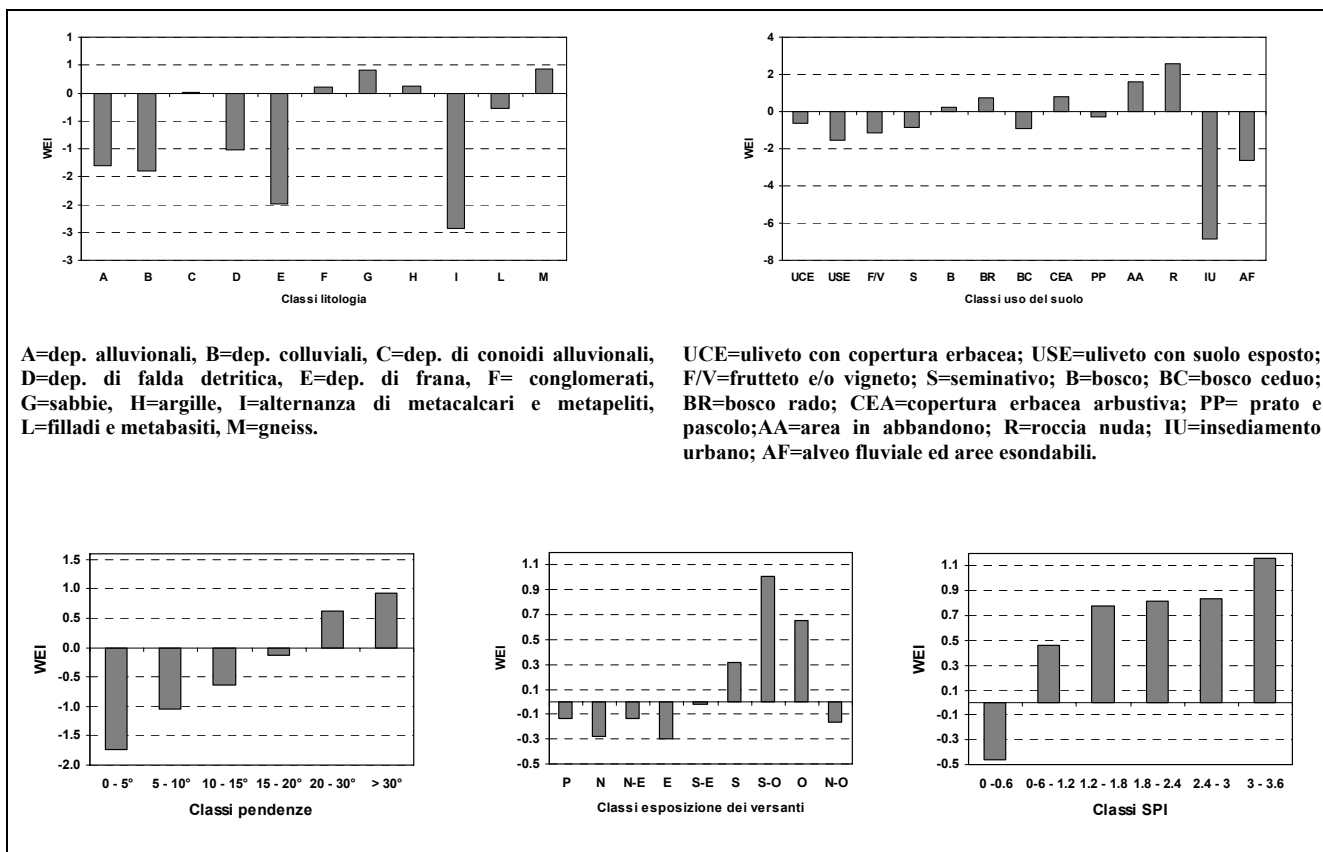 1
1
0
-1
-1
-2
-2
-3
-3
WEI
A B C D E F G H I L M
Classi litologia
4
2
0
-2
-4
-6
-8
WEI
UCE USE F/V S B BR BC CEA PP AA R IU AF
Classi uso del suolo
A=dep. alluvionali, B=dep. colluviali, C=dep. di conoidi alluvionali,
D=dep. di falda detritica, E=dep. di frana, F= conglomerati,
G=sabbie, H=argille, I=alternanza di metacalcari e metapeliti,
L=filladi e metabasiti, M=gneiss.
UCE=uliveto con copertura erbacea; USE=uliveto con suolo esposto;
F/V=frutteto e/o vigneto; S=seminativo; B=bosco; BC=bosco ceduo;
BR=bosco rado; CEA=copertura erbacea arbustiva; PP= prato e
pascolo;AA=area in abbandono; R=roccia nuda; IU=insediamento
urbano; AF=alveo fluviale ed aree esondabili.
1.5
1.0
0.5
0.0
-0.5
-1.0
-1.5
-2.0
WEI
0 - 5° 5 - 10° 10 - 15° 15 - 20° 20 - 30° > 30°
Classi pendenze
1.1
0.9
0.7
0.5
0.3
0.1
-0.1
-0.3
-0.5
WEI
P N N-E E S-E S S-O O N-O
Classi esposizione dei versanti
1.1
0.9
0.7
0.5
0.3
0.1
-0.1
-0.3
-0.5
WEI
0 -0.6 0-6 - 1.2 1.2 - 1.8 1.8 - 2.4 2.4 - 3 3 - 3.6
Classi SPI